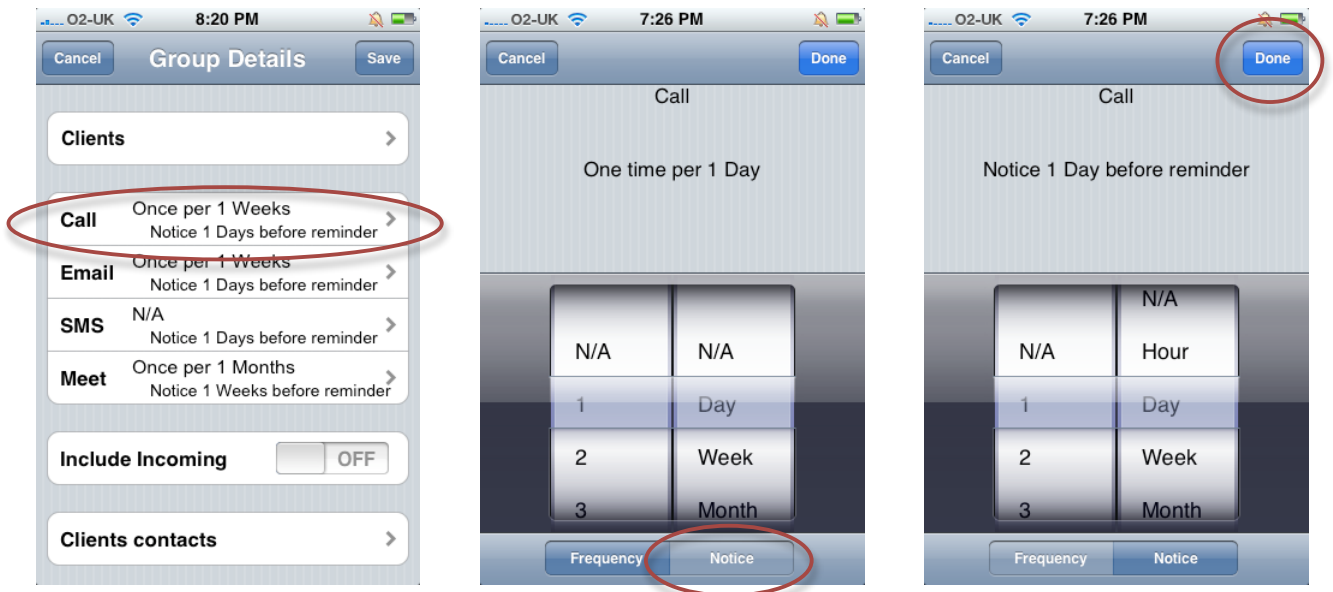 O2-UK 8:20 PM
Cancel Group Details Save
Clients
Call Once per 1 Weeks
Notice 1 Days before reminder
Email Once per 1 Weeks
Notice 1 Days before reminder
SMS N/A
Notice 1 Days before reminder
Meet Once per 1 Months
Notice 1 Weeks before reminder
Include Incoming OFF
Clients contacts
O2-UK 7:26 PM
Cancel Done
Call
One time per 1 Day
N/A N/A
1 Day
2 Week
3 Month
Frequency Notice
O2-UK 7:26 PM
Cancel Done
Call
Notice 1 Day before reminder
N/A
N/A Hour
1 Day
2 Week
3 Month
Frequency Notice